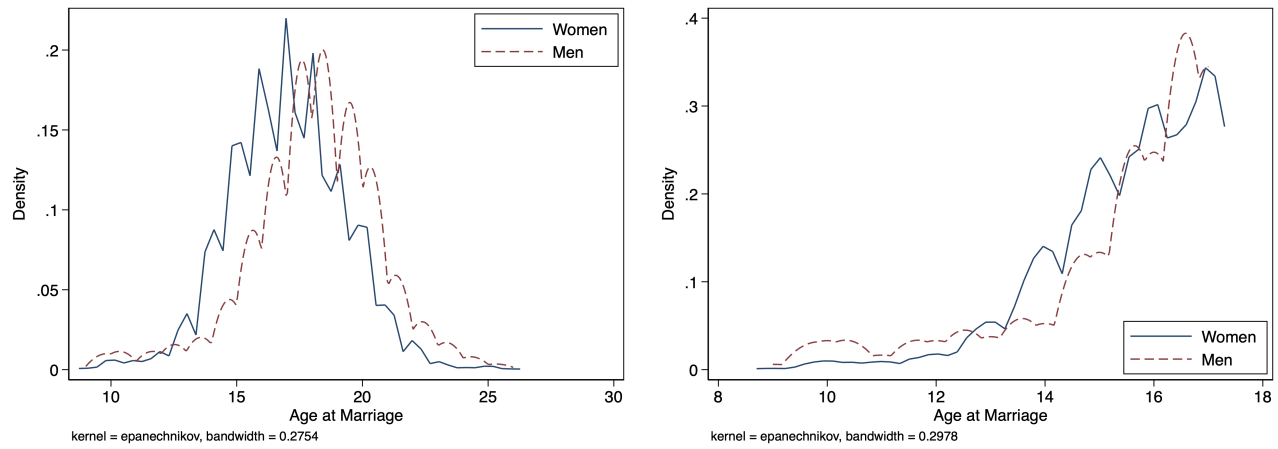 Women
Men
Density
.2
.15
.1
.05
0
10 15 20 25 30
Age at Marriage
kernel = epanechnikov, bandwidth = 0.2754
Density
.4
.3
.2
.1
0
Women
Men
8 10 12 14 16 18
Age at Marriage
kernel = epanechnikov, bandwidth = 0.2978